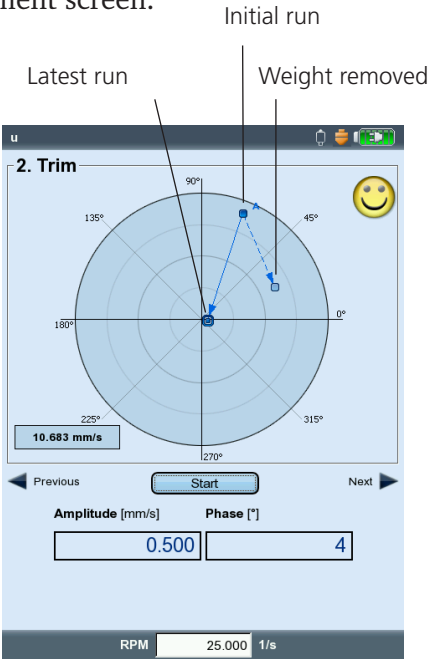 nent screen.
Initial run
Latest run
Weight removed
u
2. Trim
90°
135°
A
45°
180°
0°
225°
315°
10.683 mm/s
270°
Previous
Start
Next
Amplitude [mm/s]
Phase [°]
0.500
4
RPM
25.000
1/s